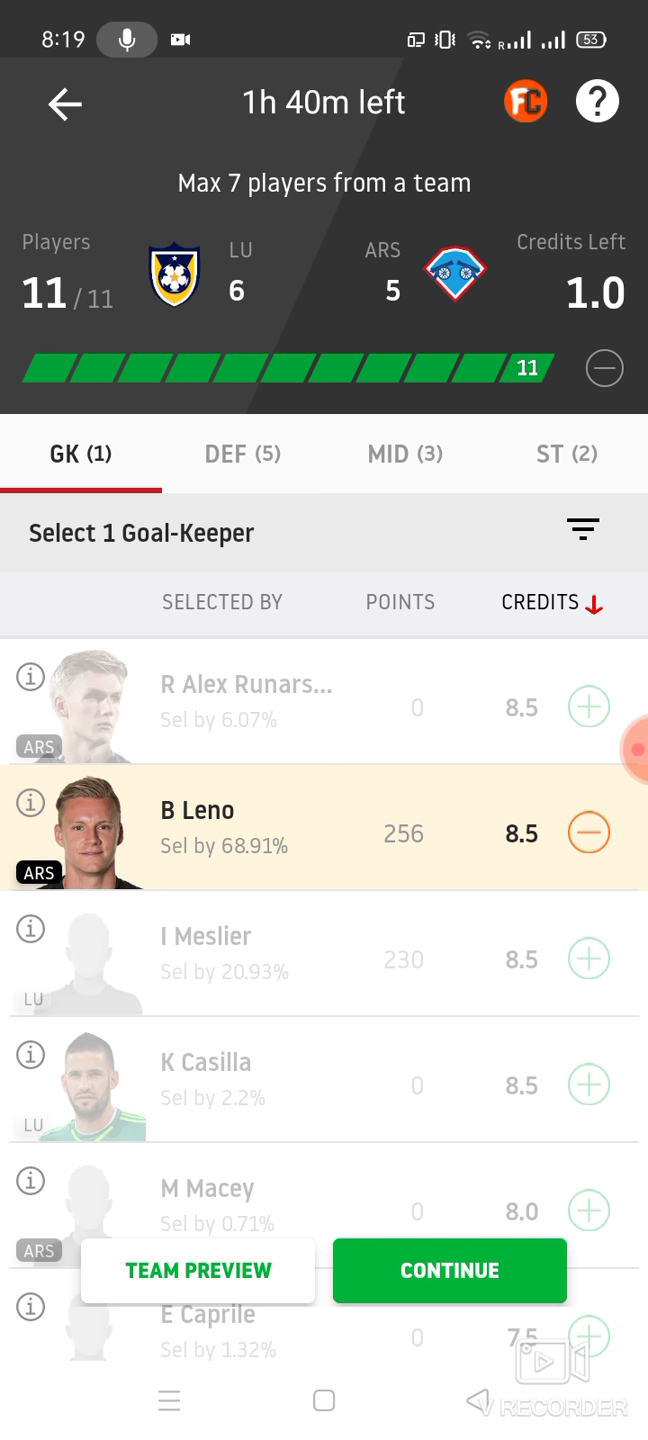 8:19
R
53
1h 40m left
FC
?
Max 7 players from a team
Players
LU
ARS
Credits Left
11 / 11
6
5
1.0
11
GK (1)
DEF (5)
MID (3)
ST (2)
Select 1 Goal-Keeper
SELECTED BY
POINTS
CREDITS
R Alex Runars...
Sel by 6.07%
0
8.5
ARS
B Leno
Sel by 68.91%
256
8.5
ARS
I Meslier
Sel by 20.93%
230
8.5
LU
K Casilla
Sel by 2.2%
0
8.5
LU
M Macey
Sel by 0.71%
0
8.0
ARS
TEAM PREVIEW
CONTINUE
E Caprile
Sel by 1.32%
0
7.5
V RECORDER